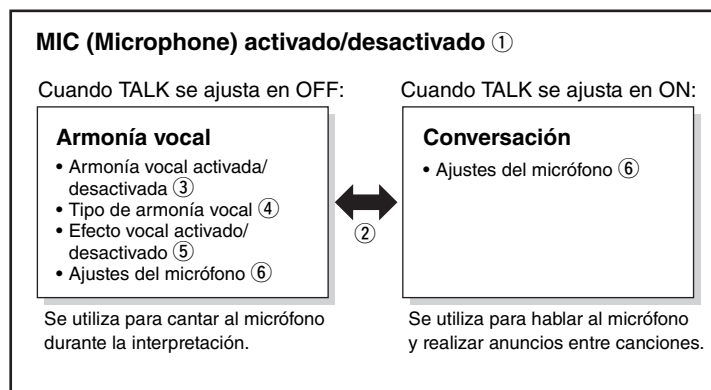 MIC (Microphone) activado/desactivado ①
Cuando TALK se ajusta en OFF:
Armonía vocal
• Armonía vocal activada/
desactivada ③
• Tipo de armonía vocal ④
• Efecto vocal activado/
desactivado ⑤
• Ajustes del micrófono ⑥
Se utiliza para cantar al micrófono
durante la interpretación.
②
Cuando TALK se ajusta en ON:
Conversación
• Ajustes del micrófono ⑥
Se utiliza para hablar al micrófono
y realizar anuncios entre canciones.